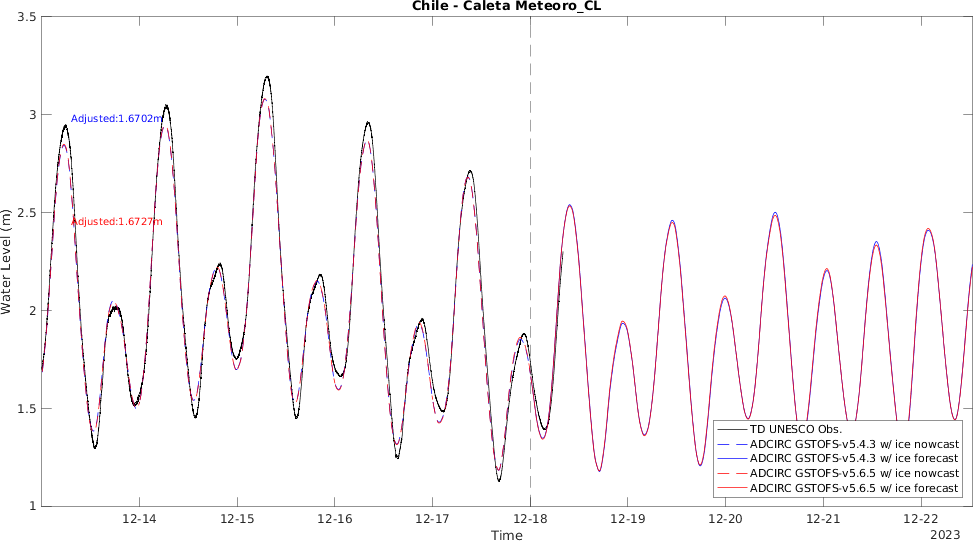 Chile - Caleta Meteoro_CL
3.5
3
2.5
2
1.5
1
Water Level (m)
Adjusted:1.6702m
Adjusted:1.6727m
TD UNESCO Obs.
ADCIRC GSTOFS-v5.4.3 w/ ice nowcast
ADCIRC GSTOFS-v5.4.3 w/ ice forecast
ADCIRC GSTOFS-v5.6.5 w/ ice nowcast
ADCIRC GSTOFS-v5.6.5 w/ ice forecast
12-14 12-15 12-16 12-17 12-18 12-19 12-20 12-21 12-22
Time
2023